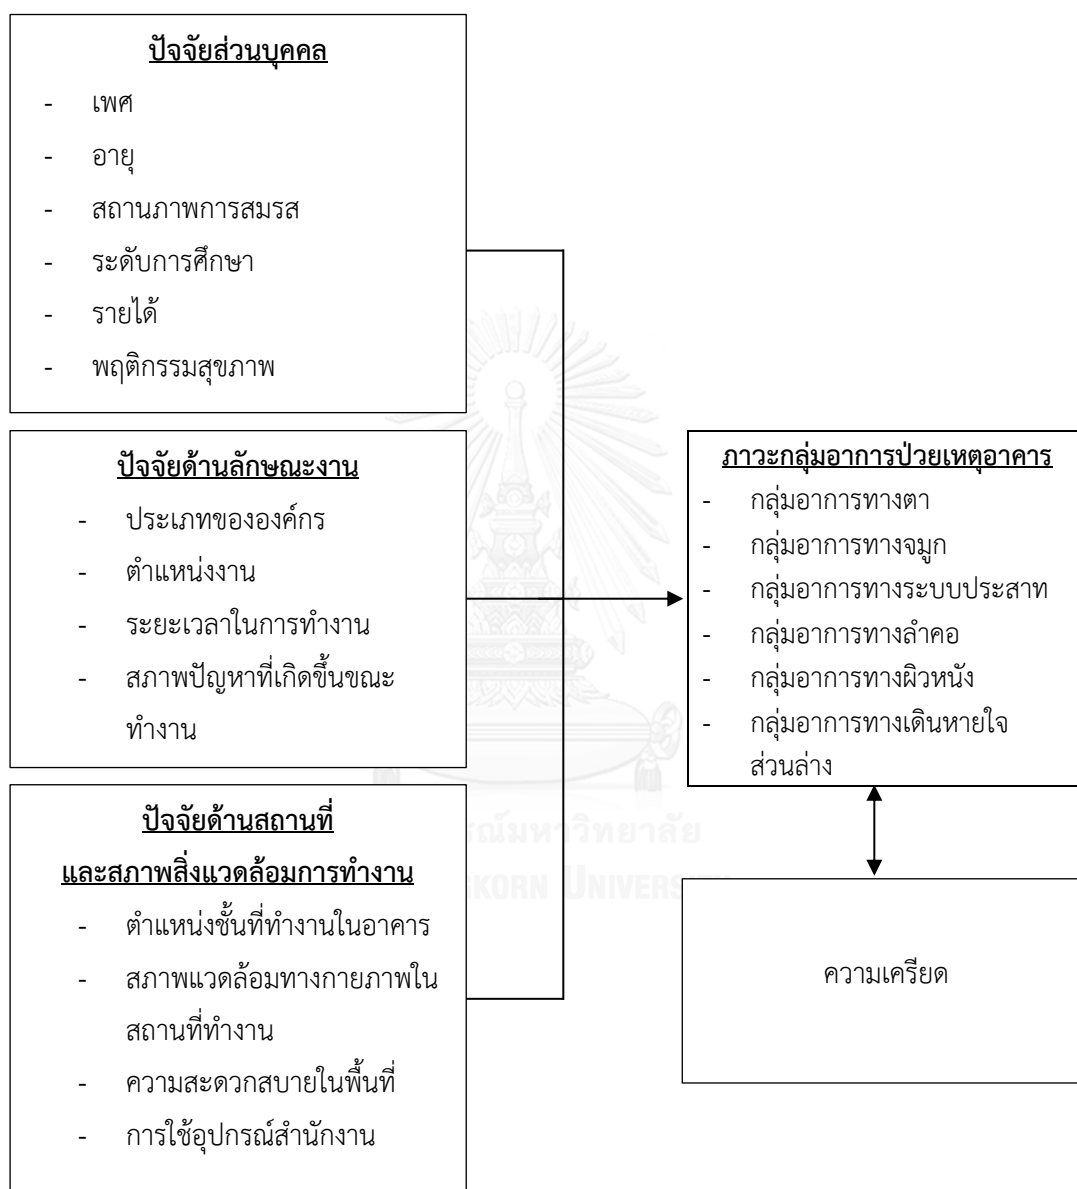 ปัจจัยส่วนบุคคล
- เพศ
- อายุ
- สถานภาพการสมรส
- ระดับการศึกษา
- รายได้
- พฤติกรรมสุขภาพ
ปัจจัยด้านลักษณะงาน
- ประเภทขององค์กร
- ตำแหน่งงาน
- ระยะเวลาในการทำงาน
- สภาพปัญหาที่เกิดขึ้นขณะ
ทำงาน
ปัจจัยด้านสถานที่
และสภาพสิ่งแวดล้อมการทำงาน
- ตำแหน่งชั้นที่ทำงานในอาคาร
- สภาพแวดล้อมทางกายภาพใน
สถานที่ทำงาน
- ความสะดวกสบายในพื้นที่
- การใช้อุปกรณ์สำนักงาน
ภาวะกลุ่มอาการป่วยเหตุอาคาร
- กลุ่มอาการทางตา
- กลุ่มอาการทางจมูก
- กลุ่มอาการทางระบบประสาท
- กลุ่มอาการทางลำคอ
- กลุ่มอาการทางผิวหนัง
- กลุ่มอาการทางเดินหายใจ
ส่วนล่าง
ความเครียด
ณ์มหาวิทยาลัย
KORN UNIVERS